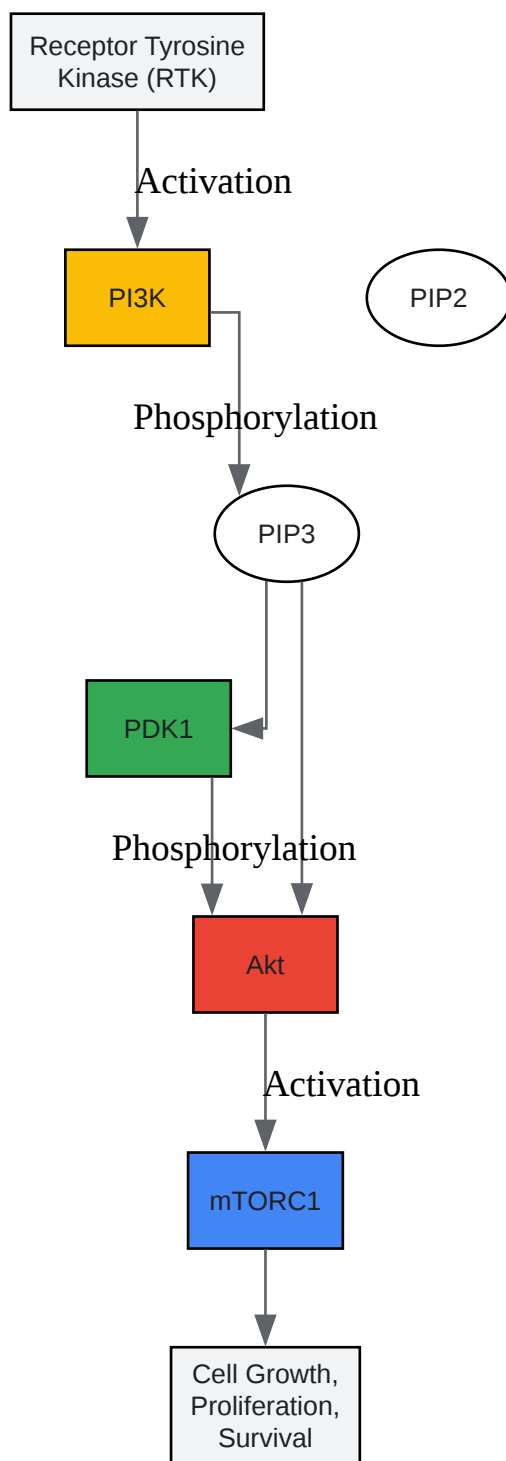 Receptor Tyrosine
Kinase (RTK)
Activation
PI3K
PIP2
Phosphorylation
PIP3
PDK1
Phosphorylation
Akt
Activation
mTORC1
Cell Growth,
Proliferation,
Survival